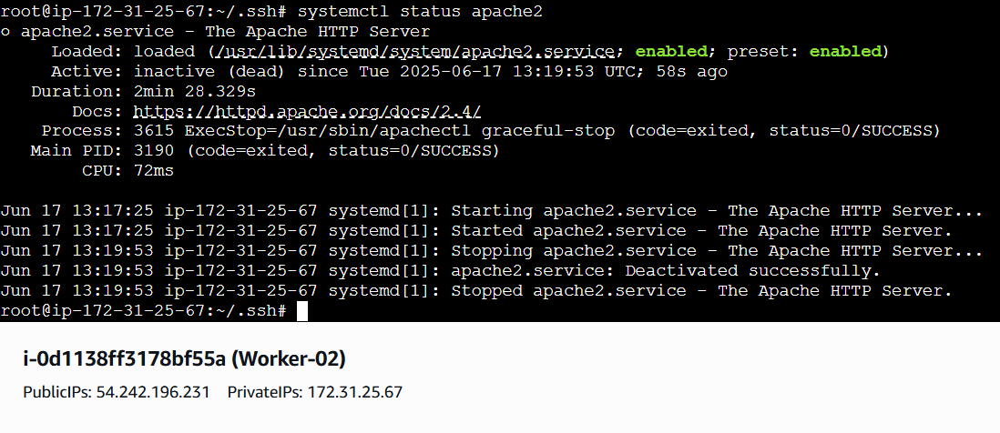 root@ip-172-31-25-67:~/.ssh# systemctl status apache2
○ apache2.service - The Apache HTTP Server
Loaded: loaded (/usr/lib/systemd/system/apache2.service; enabled; preset: enabled)
Active: inactive (dead) since Tue 2025-06-17 13:19:53 UTC; 58s ago
Duration: 2min 28.329s
Docs: https://httpd.apache.org/docs/2.4/
Process: 3615 ExecStop=/usr/sbin/apachectl graceful-stop (code=exited, status=0/SUCCESS)
Main PID: 3190 (code=exited, status=0/SUCCESS)
CPU: 72ms
Jun 17 13:17:25 ip-172-31-25-67 systemd[1]: Starting apache2.service - The Apache HTTP Server...
Jun 17 13:17:25 ip-172-31-25-67 systemd[1]: Started apache2.service - The Apache HTTP Server.
Jun 17 13:19:53 ip-172-31-25-67 systemd[1]: Stopping apache2.service - The Apache HTTP Server...
Jun 17 13:19:53 ip-172-31-25-67 systemd[1]: apache2.service: Deactivated successfully.
Jun 17 13:19:53 ip-172-31-25-67 systemd[1]: Stopped apache2.service - The Apache HTTP Server.
root@ip-172-31-25-67:~/.ssh#
i-0d1138ff3178bf55a (Worker-02)
PublicIPs: 54.242.196.231 PrivateIPs: 172.31.25.67